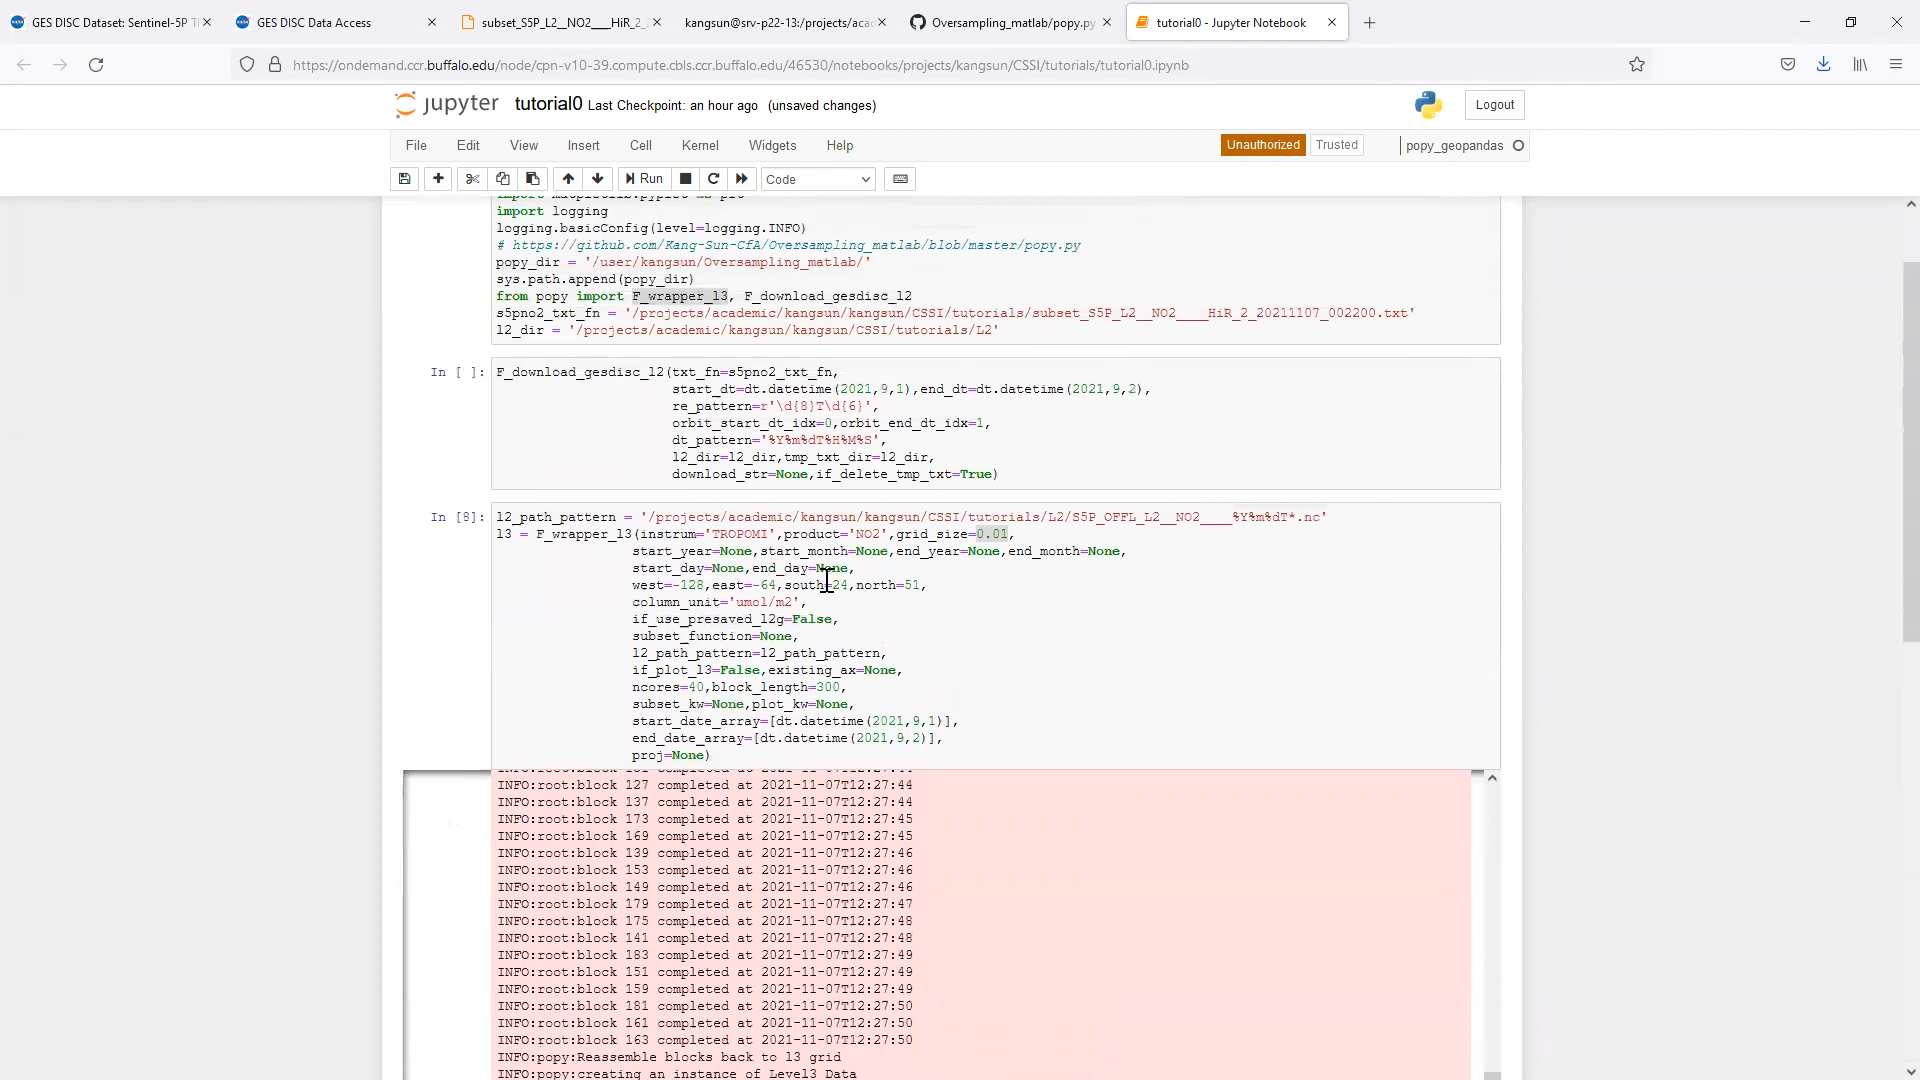 GES DISC Dataset: Sentinel-5P T
GES DISC Data Access
subset_S5P_L2__NO2____HiR_2_
kangsun@srv-p22-13:/projects/aca
Oversampling_matlab/popy.py
tutorial0 - Jupyter Notebook
https://ondemand.ccr.buffalo.edu/node/cpn-v10-39.compute.cbls.ccr.buffalo.edu/46530/notebooks/projects/kangsun/CSSI/tutorials/tutorial0.ipynb
jupyter tutorial0 Last Checkpoint: an hour ago (unsaved changes)
Logout
File Edit View Insert Cell Kernel Widgets Help
Unauthorized Trusted popy_geopandas
Run Code
import matplotlib.pyplot as plt
import logging
logging.basicConfig(level=logging.INFO)
# https://github.com/Kang-Sun-CfA/Oversampling_matlab/blob/master/popy.py
popy_dir = '/user/kangsun/Oversampling_matlab/'
sys.path.append(popy_dir)
from popy import F_wrapper_l3, F_download_gesdisc_l2
s5pno2_txt_fn = '/projects/academic/kangsun/kangsun/CSSI/tutorials/subset_S5P_L2__NO2____HiR_2_20211107_002200.txt'
l2_dir = '/projects/academic/kangsun/kangsun/CSSI/tutorials/L2'
In [ ]: F_download_gesdisc_l2(txt_fn=s5pno2_txt_fn,
start_dt=dt.datetime(2021,9,1),end_dt=dt.datetime(2021,9,2),
re_pattern=r'\d{8}T\d{6}',
orbit_start_dt_idx=0,orbit_end_dt_idx=1,
dt_pattern='%Y%m%dT%H%M%S',
l2_dir=l2_dir,tmp_txt_dir=l2_dir,
download_str=None,if_delete_tmp_txt=True)
In [8]: l2_path_pattern = '/projects/academic/kangsun/kangsun/CSSI/tutorials/L2/S5P_OFFL_L2__NO2____%Y%m%dT*.nc'
l3 = F_wrapper_l3(instrum='TROPOMI',product='NO2',grid_size=0.01,
start_year=None,start_month=None,end_year=None,end_month=None,
start_day=None,end_day=None,
west=-128,east=-64,south=24,north=51,
column_unit='umol/m2',
if_use_presaved_l2g=False,
subset_function=None,
l2_path_pattern=l2_path_pattern,
if_plot_l3=False,existing_ax=None,
ncores=40,block_length=300,
subset_kw=None,plot_kw=None,
start_date_array=[dt.datetime(2021,9,1)],
end_date_array=[dt.datetime(2021,9,2)],
proj=None)
INFO:root:block 127 completed at 2021-11-07T12:27:44
INFO:root:block 137 completed at 2021-11-07T12:27:44
INFO:root:block 173 completed at 2021-11-07T12:27:45
INFO:root:block 169 completed at 2021-11-07T12:27:45
INFO:root:block 139 completed at 2021-11-07T12:27:46
INFO:root:block 153 completed at 2021-11-07T12:27:46
INFO:root:block 149 completed at 2021-11-07T12:27:46
INFO:root:block 179 completed at 2021-11-07T12:27:47
INFO:root:block 175 completed at 2021-11-07T12:27:48
INFO:root:block 141 completed at 2021-11-07T12:27:48
INFO:root:block 183 completed at 2021-11-07T12:27:49
INFO:root:block 151 completed at 2021-11-07T12:27:49
INFO:root:block 159 completed at 2021-11-07T12:27:49
INFO:root:block 181 completed at 2021-11-07T12:27:50
INFO:root:block 161 completed at 2021-11-07T12:27:50
INFO:root:block 163 completed at 2021-11-07T12:27:50
INFO:popy:Reassemble blocks back to l3 grid
INFO:popy:creating an instance of Level3 Data